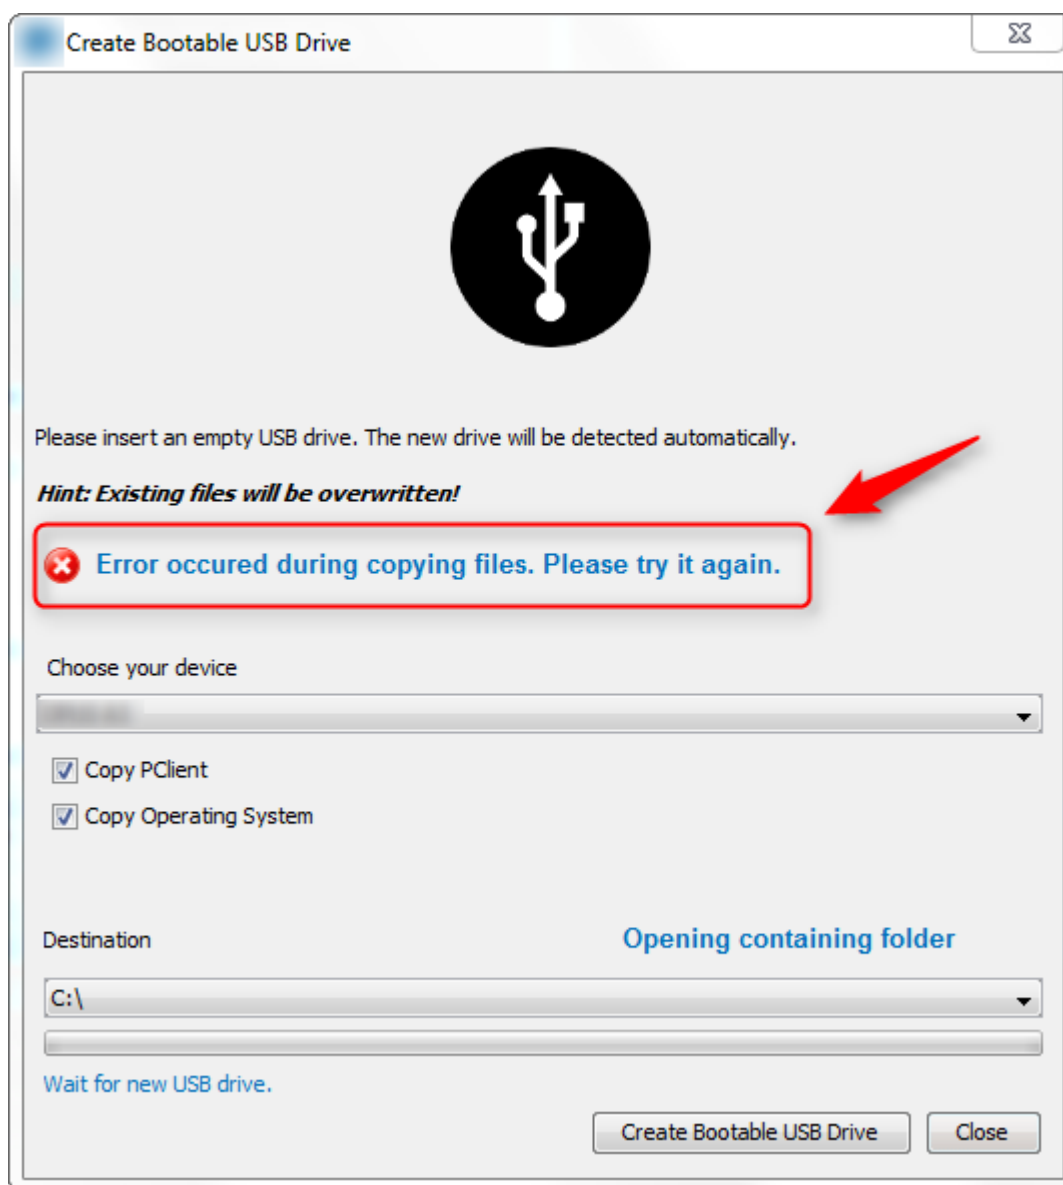 Create Bootable USB Drive
Please insert an empty USB drive. The new drive will be detected automatically.
Hint: Existing files will be overwritten!
Error occured during copying files. Please try it again.
Choose your device
Copy PClient
Copy Operating System
Destination
Opening containing folder
C:\
Wait for new USB drive.
Create Bootable USB Drive
Close